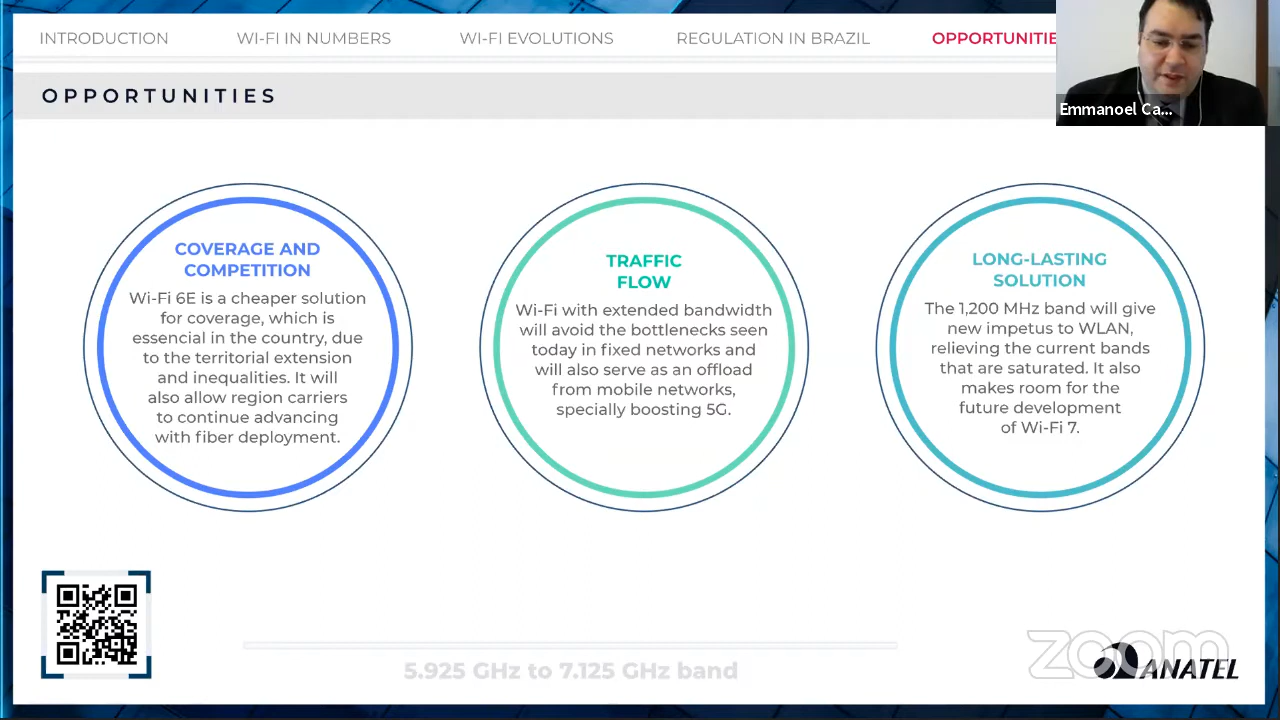 INTRODUCTION
WI-FI IN NUMBERS
WI-FI EVOLUTIONS
REGULATION IN BRAZIL
OPPORTUNITIE
Emmanoel Ca...
OPPORTUNITIES
COVERAGE AND
COMPETITION
Wi-Fi 6E is a cheaper solution
for coverage, which is
essencial in the country, due
to the territorial extension
and inequalities. It will
also allow region carriers
to continue advancing
with fiber deployment.
TRAFFIC
FLOW
Wi-Fi with extended bandwidth
will avoid the bottlenecks seen
today in fixed networks and
will also serve as an offload
from mobile networks,
specially boosting 5G.
LONG-LASTING
SOLUTION
The 1,200 MHz band will give
new impetus to WLAN,
relieving the current bands
that are saturated. It also
makes room for the
future development
of Wi-Fi 7.
5.925 GHz to 7.125 GHz band
zoom
ANATEL